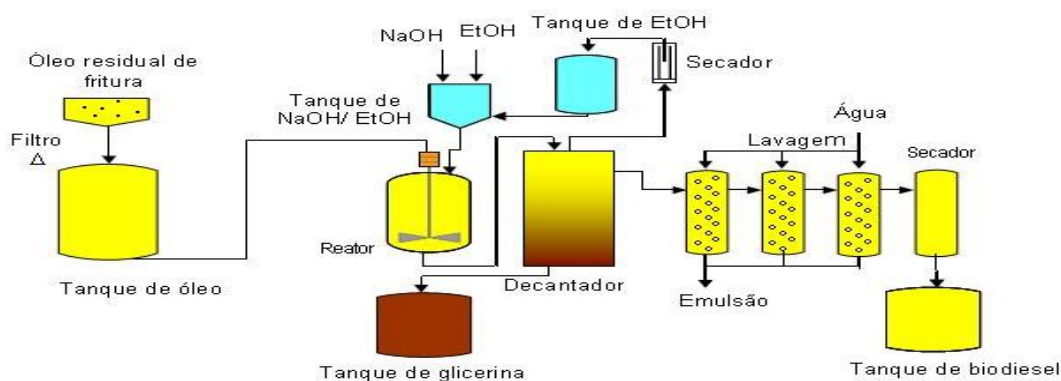 Tanque de EtOH
NaOH
EtOH
Óleo residual de
fritura
Secador
Tanque de
NaOH/ EtOH
Água
Filtro
Δ
Lavagem
Secador
Reator
Tanque de óleo
Decantador
Emulsão
Tanque de glicerina
Tanque de biodiesel